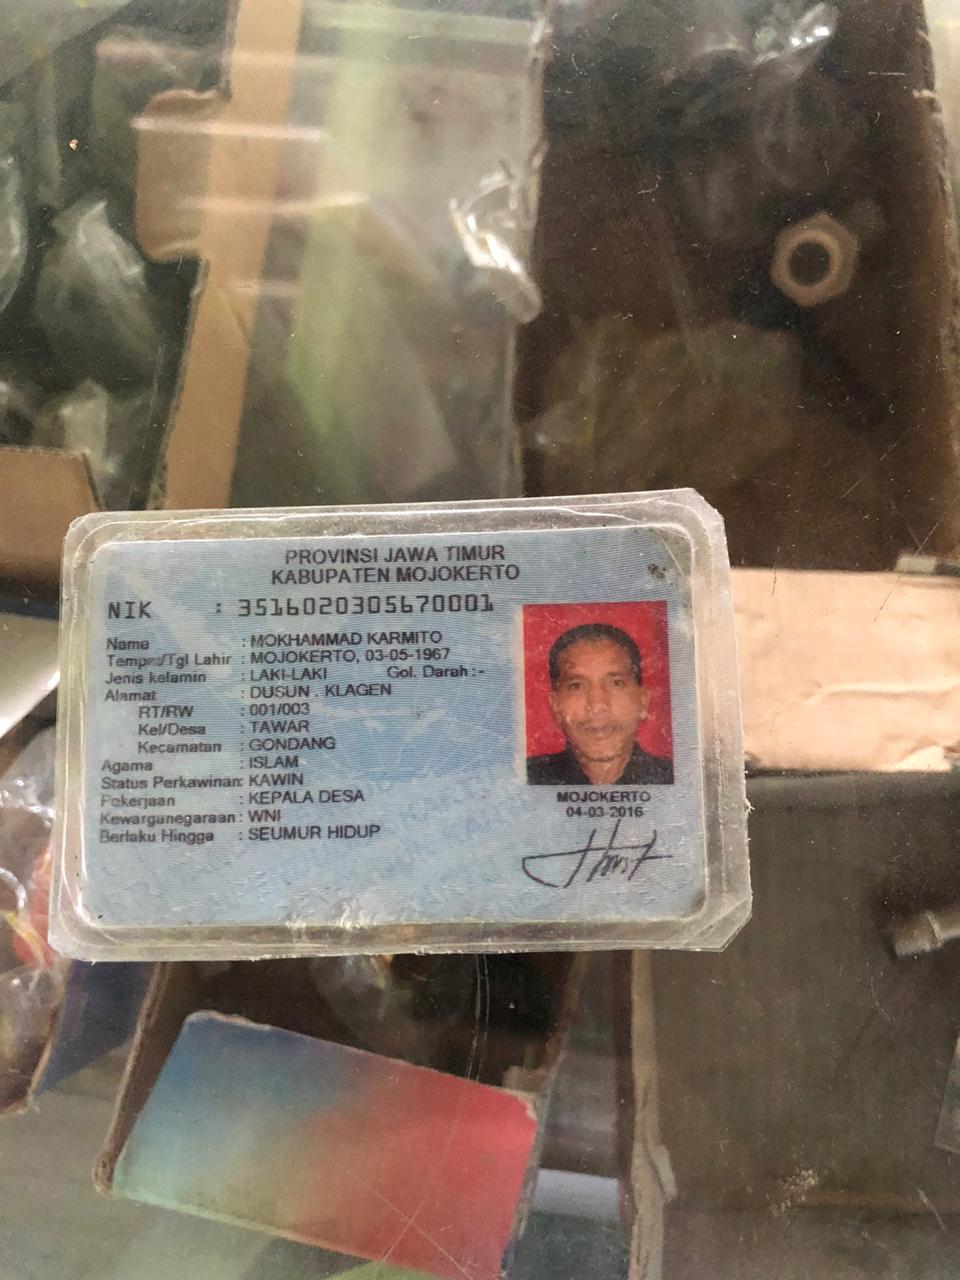 PROVINSI JAWA TIMUR
KABUPATEN MOJOKERTO
NIK : 3516020305670001
Nama : MOKHAMMAD KARMITO
Tempat/Tgl Lahir : MOJOKERTO, 03-05-1967
Jenis kelamin : LAKI-LAKI Gol. Darah :-
Alamat : DUSUN . KLAGEN
RT/RW : 001/003
Kel/Desa : TAWAR
Kecamatan : GONDANG
Agama : ISLAM
Status Perkawinan: KAWIN
Pekerjaan : KEPALA DESA
Kewarganegaraan : WNI
Berlaku Hingga : SEUMUR HIDUP
MOJOKERTO
04-03-2016